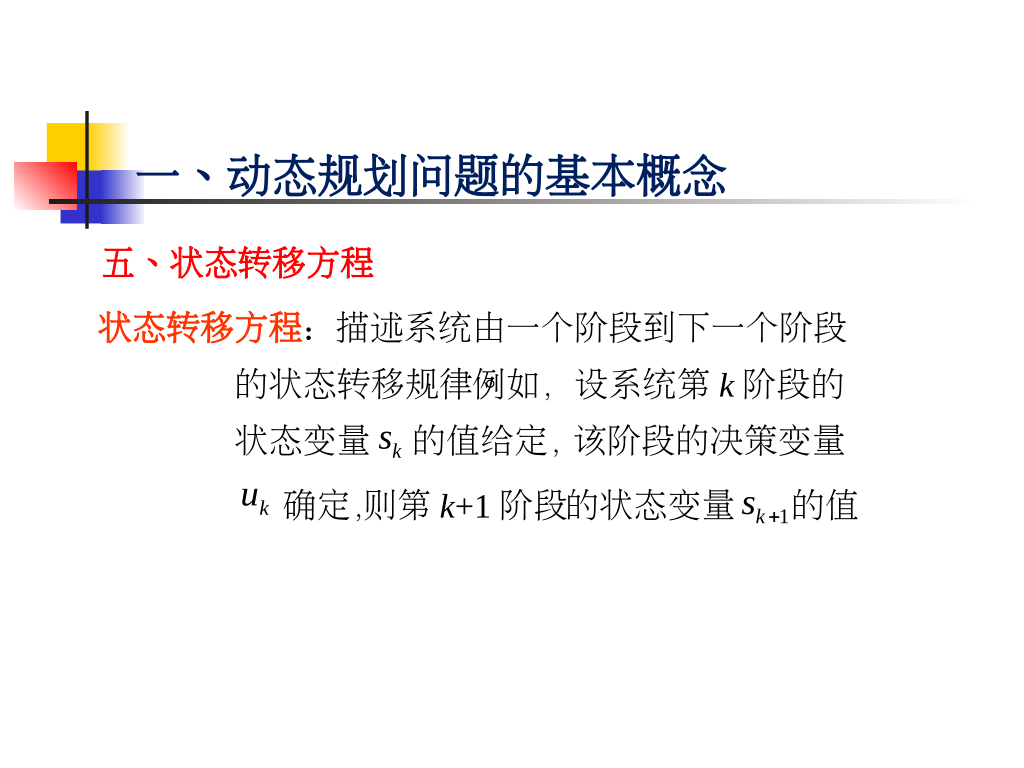 一、动态规划问题的基本概念
五、状态转移方程
状态转移方程：描述系统由一个阶段到下一个阶段
的状态转移规律。例如，设系统第 k 阶段的
状态变量 s_k 的值给定, 该阶段的决策变量
u_k 确定,则第 k+1 阶段的状态变量 s_{k+1} 的值